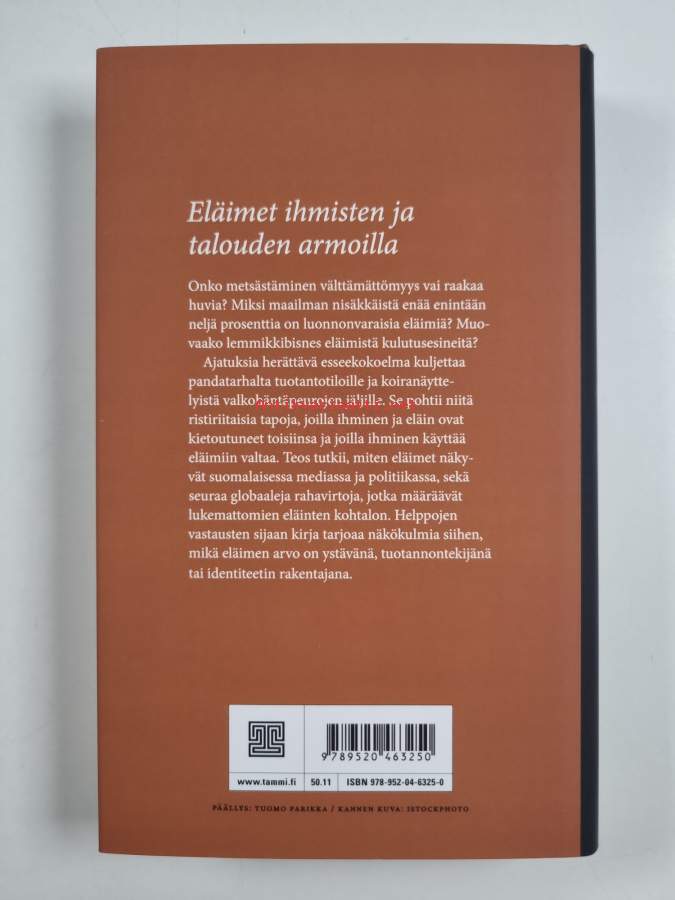 Eläimet ihmisten ja
talouden armoilla
Onko metsästäminen välttämättömyys vai raakaa
huvia? Miksi maailman nisäkkäistä enää enintään
neljä prosenttia on luonnonvaraisia eläimiä? Muo-
vaako lemmikkibisnes eläimistä kulutusesineitä?
Ajatuksia herättävä esseekokoelma kuljettaa
pandatarhalta tuotantotiloille ja koiranäytte-
lyistä valkohäntäpeurojen jäljille. Se pohtii niitä
ristiriitaisia tapoja, joilla ihminen ja eläin ovat
kietoutuneet toisiinsa ja joilla ihminen käyttää
eläimiin valtaa. Teos tutkii, miten eläimet näky-
vät suomalaisessa mediassa ja politiikassa, sekä
seuraa globaaleja rahavirtoja, jotka määräävät
lukemattomien eläinten kohtalon. Helppojen
vastausten sijaan kirja tarjoaa näkökulmia siihen,
mikä eläimen arvo on ystävänä, tuotannontekijänä
tai identiteetin rakentajana.
9 789520 463250
www.tammi.fi 50.11 ISBN 978-952-04-6325-0
PÄÄLLYS: TUOMO PARIKKA / KANNEN KUVA: ISTOCKPHOTO